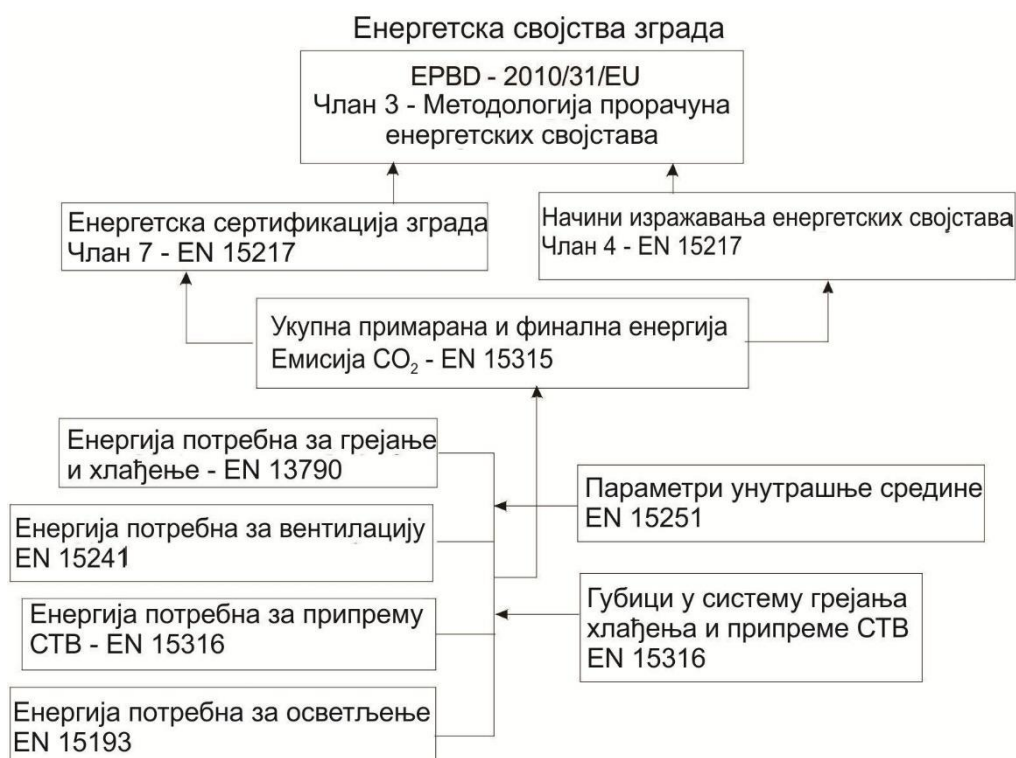 Енергетска својства зграда
EPBD - 2010/31/EU
Члан 3 - Методологија прорачуна
енергетских својстава
Енергетска сертификација зграда
Члан 7 - EN 15217
Начини изражавања енергетских својстава
Члан 4 - EN 15217
Укупна примарана и финална енергија
Емисија CO₂ - EN 15315
Енергија потребна за грејање
и хлађење - EN 13790
Параметри унутрашње средине
EN 15251
Енергија потребна за вентилацију
EN 15241
Губици у систему грејања
хлађења и припреме СТВ
EN 15316
Енергија потребна за припрему
СТВ - EN 15316
Енергија потребна за осветљење
EN 15193